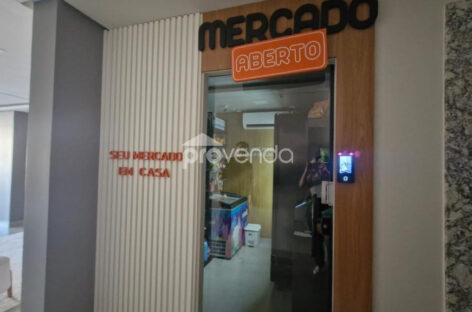 MERCADO
ABERTO
SEU MERCADO
EM CASA
provenda